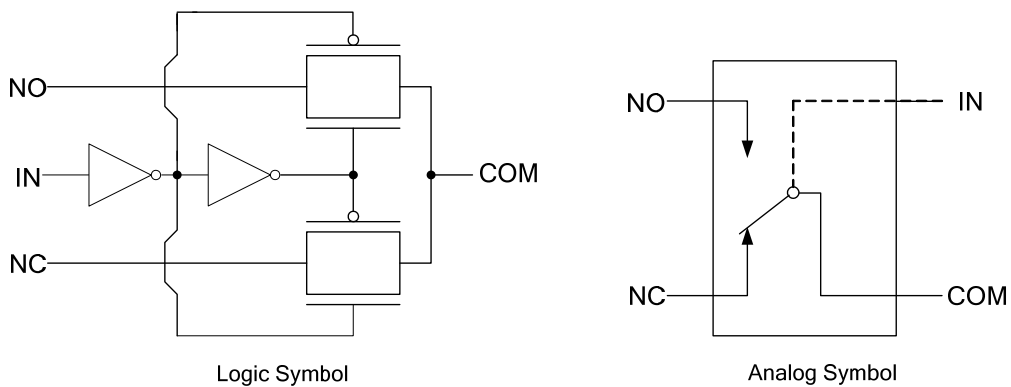 NO
IN
COM
NC
Logic Symbol
NO
IN
NC
COM
Analog Symbol